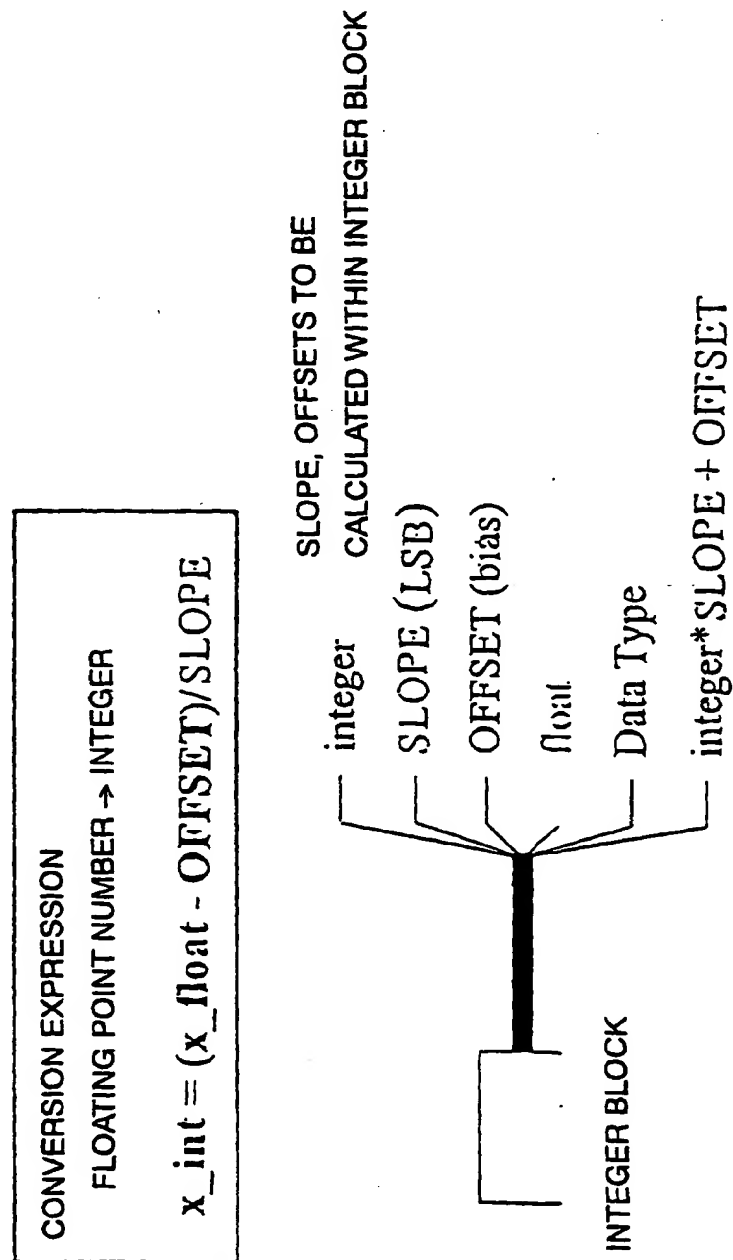 CONVERSION EXPRESSION
FLOATING POINT NUMBER → INTEGER
x_int = (x_float - OFFSET)/SLOPE
SLOPE, OFFSETS TO BE
CALCULATED WITHIN INTEGER BLOCK
integer
SLOPE (LSB)
OFFSET (bias)
float
Data Type
integer*SLOPE + OFFSET
INTEGER BLOCK